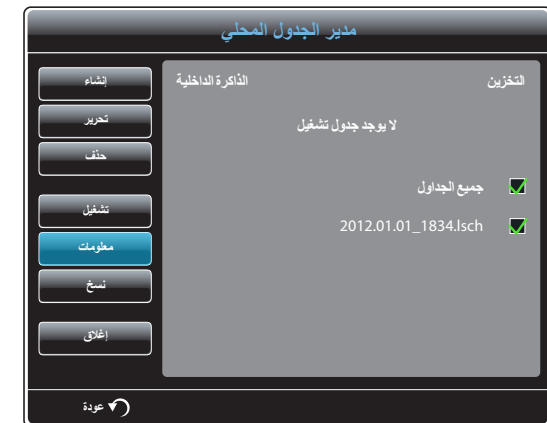 مدير الجدول المحلي
التخزين الذاكرة الداخلية
لا يوجد جدول تشغيل
جميع الجداول
2012.01.01_1834.lsch
إنشاء
تحرير
حذف
تشغيل
معلومات
نسخ
إغلاق
عودة